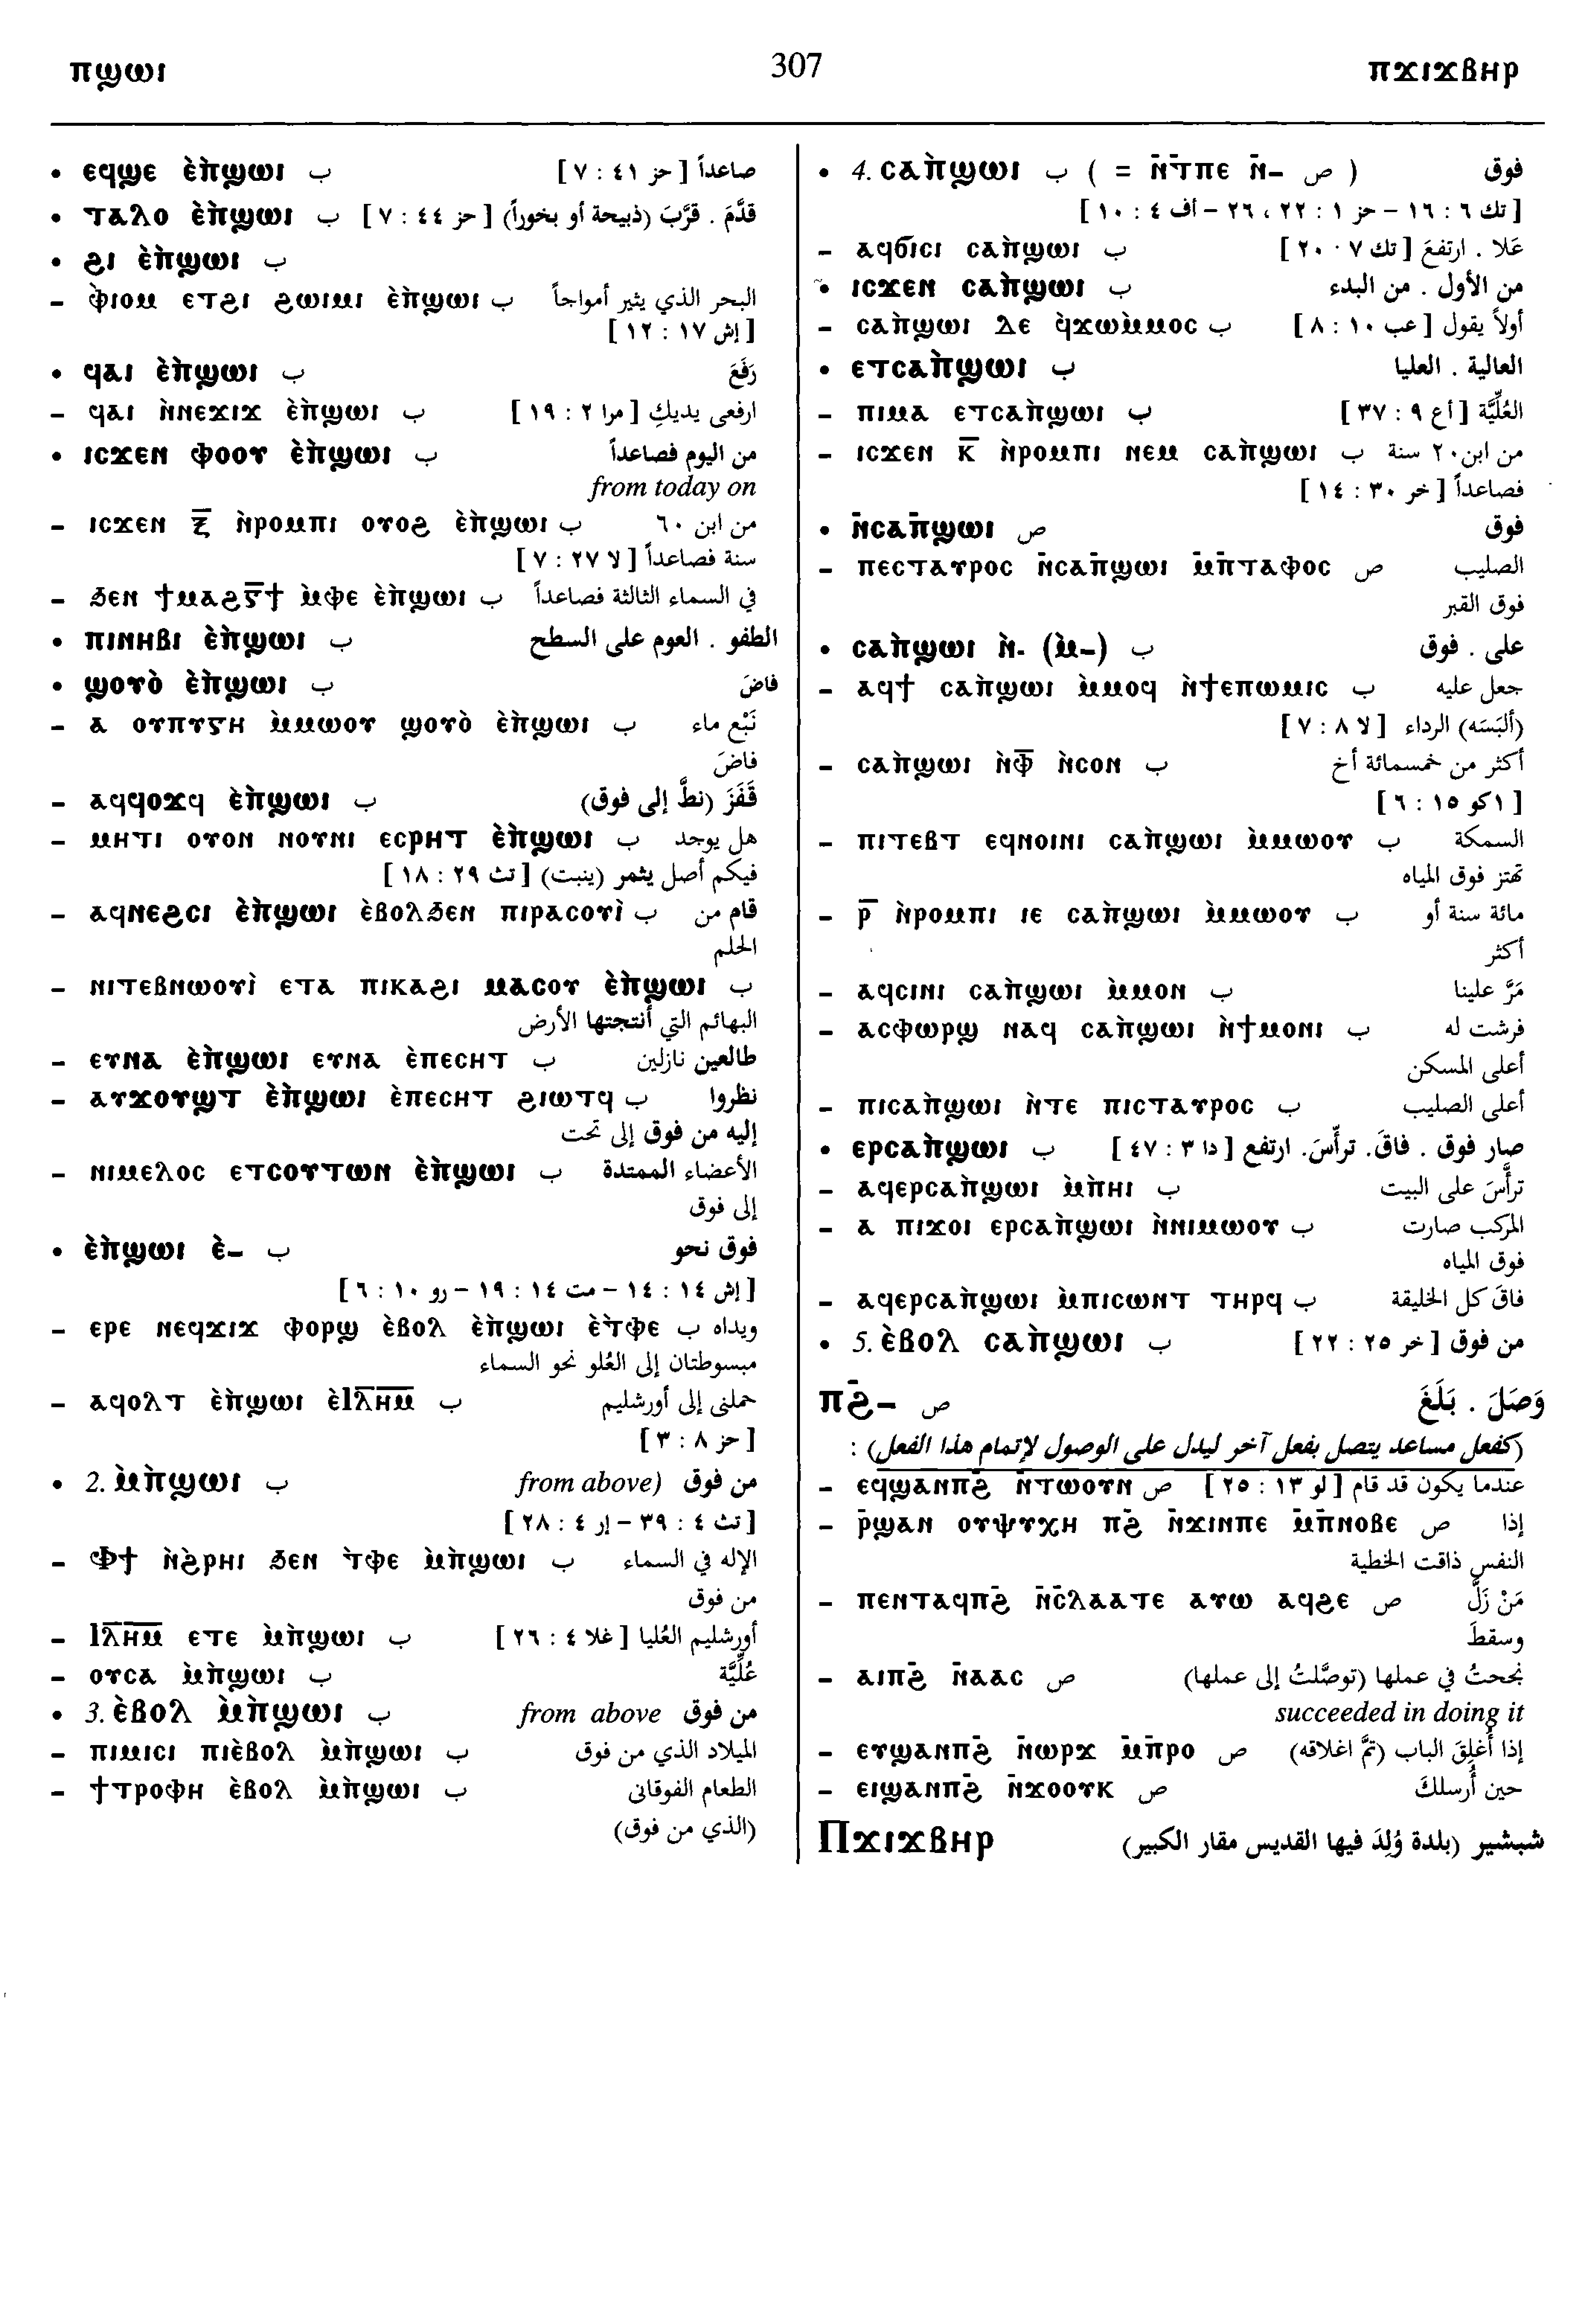 ⲡϣⲱⲓ 307 ⲡϫⲓϫⲃⲏⲣ
• ⲉϥϣⲉ ⲉ̀ⲡ̀ϣⲱⲓ ب صاعداً [حز ٤١ : ٧]
• ⲧⲁⲗⲟ ⲉ̀ⲡ̀ϣⲱⲓ ب قدَّمَ . قرَّبَ (ذبيحة أو بخوراً) [حز ٤٤ : ٧]
• ϩⲓ ⲉ̀ⲡ̀ϣⲱⲓ ب
– ⲫ̀ⲓⲟⲙ ⲉⲧϩⲓ ϩⲱⲓⲙⲓ ⲉ̀ⲡ̀ϣⲱⲓ ب البحر الذي يثير أمواجاً
[إش ١٧ : ١٢]
• ϥⲁⲓ ⲉ̀ⲡ̀ϣⲱⲓ ب رَفَعَ
– ϥⲁⲓ ⲛ̀ⲛⲉϫⲓϫ ⲉ̀ⲡ̀ϣⲱⲓ ب ارفعى يديكِ [مرا ٢ : ١٩]
• ⲓⲥϫⲉⲛ ⲫⲟⲟⲩ ⲉ̀ⲡ̀ϣⲱⲓ ب من اليوم فصاعداً
from today on
– ⲓⲥϫⲉⲛ ⲝ̅ ⲛ̀ⲣⲟⲙⲡⲓ ⲟⲩⲟϩ ⲉ̀ⲡ̀ϣⲱⲓ ب من ابن ٦٠
سنة فصاعداً [لا ٢٧ : ٧]
– ϧⲉⲛ ϯⲙⲁϩⲅ̅ϯ ⲙ̀ⲫⲉ ⲉ̀ⲡ̀ϣⲱⲓ ب في السماء الثالثة فصاعداً
• ⲡⲓⲛⲏⲃⲓ ⲉ̀ⲡ̀ϣⲱⲓ ب الطفو . العوم على السطح
• ϣⲟⲩⲟ̀ ⲉ̀ⲡ̀ϣⲱⲓ ب فاضَ
– ⲁ ⲟⲩⲡⲩⲅⲏ ⲙ̀ⲙⲱⲟⲩ ϣⲟⲩⲟ̀ ⲉ̀ⲡ̀ϣⲱⲓ ب نَبْع ماء
فاضَ
– ⲁϥϥⲟϫϥ ⲉ̀ⲡ̀ϣⲱⲓ ب قَفَزَ (نطَّ إلى فوق)
– ⲙⲏⲧⲓ ⲟⲩⲟⲛ ⲛⲟⲩⲛⲓ ⲉⲥⲣⲏⲧ ⲉ̀ⲡ̀ϣⲱⲓ ب هل يوجد
فيكم أصل يثمر (ينبت) [تث ٢٩ : ١٨]
– ⲁϥⲛⲉϩⲥⲓ ⲉ̀ⲡ̀ϣⲱⲓ ⲉ̀ⲃⲟⲗϧⲉⲛ ⲡⲓⲣⲁⲥⲟⲩⲓ̀ ب قام من
الحلم
– ⲛⲓⲧⲉⲃⲛⲱⲟⲩⲓ̀ ⲉⲧⲁ ⲡⲓⲕⲁϩⲓ ⲙⲁⲥⲟⲩ ⲉ̀ⲡ̀ϣⲱⲓ ب
البهائم التي أنتجتها الأرض
– ⲉⲩⲛⲁ ⲉ̀ⲡ̀ϣⲱⲓ ⲉⲩⲛⲁ ⲉ̀ⲡⲉⲥⲏⲧ ب طالعين نازلين
– ⲁⲩϫⲟⲩϣⲧ ⲉ̀ⲡ̀ϣⲱⲓ ⲉ̀ⲡⲉⲥⲏⲧ ϩⲓⲱⲧϥ ب نظروا
إليه من فوق إلى تحت
– ⲛⲓⲙⲉⲗⲟⲥ ⲉⲧⲥⲟⲩⲧⲱⲛ ⲉ̀ⲡ̀ϣⲱⲓ ب الأعضاء الممتدة
إلى فوق
• ⲉ̀ⲡ̀ϣⲱⲓ ⲉ̀– ب فوق نحو
[إش ١٤ : ١٤ – مت ١٤ : ١٩ – رو ١٠ : ٦]
– ⲉⲣⲉ ⲛⲉϥϫⲓϫ ⲫⲟⲣϣ ⲉ̀ⲃⲟⲗ ⲉ̀ⲡ̀ϣⲱⲓ ⲉ̀ⲧ̀ⲫⲉ ب ويداه
مبسوطتان إلى العُلو نحو السماء
– ⲁϥⲟⲗⲧ ⲉ̀ⲡ̀ϣⲱⲓ ⲉ̀ⲓⲗ̅ⲏ̅ⲙ̅ ب حملنى إلى أورشليم
[حز ٨ : ٣]
• 2. ⲙ̀ⲡ̀ϣⲱⲓ ب من فوق (from above
[تث ٤ : ٣٩ – إر ٤ : ٢٨]
– Ⲫϯ ⲛ̀ϩ̀ⲣⲏⲓ ϧⲉⲛ ⲧ̀ⲫⲉ ⲙ̀ⲡ̀ϣⲱⲓ ب الإله في السماء
من فوق
– ⲓⲗ̅ⲏ̅ⲙ̅ ⲉⲧⲉ ⲙ̀ⲡ̀ϣⲱⲓ ب أورشليم العُليا [غلا ٤ : ٢٦]
– ⲟⲩⲥⲁ ⲙ̀ⲡ̀ϣⲱⲓ ب عُلِّيَّة
• 3. ⲉ̀ⲃⲟⲗ ⲙ̀ⲡ̀ϣⲱⲓ ب من فوق from above
– ⲡⲓⲙⲓⲥⲓ ⲡⲓⲉ̀ⲃⲟⲗ ⲙ̀ⲡ̀ϣⲱⲓ ب الميلاد الذي من فوق
– ϯⲧⲣⲟⲫⲏ ⲉ̀ⲃⲟⲗ ⲙ̀ⲡ̀ϣⲱⲓ ب الطعام الفوقانى
(الذي من فوق)
• 4. ⲥⲁⲡ̀ϣⲱⲓ ب ( = ⲛ̄ⲧ̄ⲡⲉ ⲛ̄– ص ) فوق
[تك ٦ : ١٦ – حز ١ : ٢٢ ، ٢٦ – أف ٤ : ١٠]
– ⲁϥϭⲓⲥⲓ ⲥⲁⲡ̀ϣⲱⲓ ب عَلا . ارتفعَ [تك ٧ : ٢٠]
• ⲓⲥϫⲉⲛ ⲥⲁⲡ̀ϣⲱⲓ ب من الأول . من البدء
– ⲥⲁⲡ̀ϣⲱⲓ ⲇⲉ ϥ̀ϫⲱⲙ̀ⲙⲟⲥ ب أولاً يقول [عب ١٠ : ٨]
• ⲉⲧⲥⲁⲡ̀ϣⲱⲓ ب العالية . العليا
– ⲡⲓⲙⲁ ⲉⲧⲥⲁⲡ̀ϣⲱⲓ ب العُلِّيَّة [أع ٩ : ٣٧]
– ⲓⲥϫⲉⲛ ⲕ̅ ⲛ̀ⲣⲟⲙⲡⲓ ⲛⲉⲙ ⲥⲁⲡ̀ϣⲱⲓ ب من ابن٢٠ سنة
فصاعداً [خر ٣٠ : ١٤]
• ⲛ̄ⲥⲁⲡ̄ϣⲱⲓ ص فوق
– ⲡⲉⲥⲧⲁⲩⲣⲟⲥ ⲛ̄ⲥⲁⲡ̄ϣⲱⲓ ⲙ̄ⲡ̄ⲧⲁⲫⲟⲥ ص الصليب
فوق القبر
• ⲥⲁⲡ̀ϣⲱⲓ ⲛ̀- (ⲙ̀–) ب على . فوق
– ⲁϥϯ ⲥⲁⲡ̀ϣⲱⲓ ⲙ̀ⲙⲟϥ ⲛ̀ϯⲉⲡⲱⲙⲓⲥ ب جعل عليه
(ألبَسَه) الرداء [لا ٨ : ٧]
– ⲥⲁⲡ̀ϣⲱⲓ ⲛ̀ⲫ̅ ⲛ̀ⲥⲟⲛ ب أكثر من خمسمائة أخ
[١كو ١٥ : ٦]
– ⲡⲓⲧⲉⲃⲧ ⲉϥⲛⲟⲓⲛⲓ ⲥⲁⲡ̀ϣⲱⲓ ⲙ̀ⲙⲱⲟⲩ ب السمكة
تهتز فوق المياه
– ⲣ̅ ⲛ̀ⲣⲟⲙⲡⲓ ⲓⲉ ⲥⲁⲡ̀ϣⲱⲓ ⲙ̀ⲙⲱⲟⲩ ب مائة سنة أو
أكثر
– ⲁϥⲥⲓⲛⲓ ⲥⲁⲡ̀ϣⲱⲓ ⲙ̀ⲙⲟⲛ ب مَرَّ علينا
– ⲁⲥⲫⲱⲣϣ ⲛⲁϥ ⲥⲁⲡ̀ϣⲱⲓ ⲛ̀ϯⲙⲟⲛⲓ ب فرشت له
أعلى المسكن
– ⲡⲓⲥⲁⲡ̀ϣⲱⲓ ⲛ̀ⲧⲉ ⲡⲓⲥⲧⲁⲩⲣⲟⲥ ب أعلى الصليب
• ⲉⲣⲥⲁⲡ̀ϣⲱⲓ ب صار فوق . فاقَ. ترأَّسَ. ارتفع [دا ٣ : ٤٧]
– ⲁϥⲉⲣⲥⲁⲡ̀ϣⲱⲓ ⲙ̀ⲡ̀ⲏⲓ ب ترأَّسَ على البيت
– ⲁ ⲡⲓϫⲟⲓ ⲉⲣⲥⲁⲡ̀ϣⲱⲓ ⲛ̀ⲛⲓⲙⲱⲟⲩ ب المركب صارت
فوق المياه
– ⲁϥⲉⲣⲥⲁⲡ̀ϣⲱⲓ ⲙ̀ⲡⲓⲥⲱⲛⲧ ⲧⲏⲣϥ ب فاقَ كل الخليقة
• 5. ⲉ̀ⲃⲟⲗ ⲥⲁⲡ̀ϣⲱⲓ ب من فوق [خر ٢٥ : ٢٢]
ⲡϩ̄– ص وَصَلَ . بَلَغَ
(كفعل مساعد يتصل بفعل آخر ليدل على الوصول لإتمام هذا الفعل) :
– ⲉϥϣⲁⲛⲡϩ̄ ⲛ̄ⲧⲱⲟⲩⲛ ص عندما يكون قد قام [لو ١٣ : ٢٥]
– ⲣ̄ϣⲁⲛ ⲟⲩⲯⲩⲭⲏ ⲡϩ̄ ⲛ̄ϫⲓⲛⲡⲉ ⲙ̄ⲡ̄ⲛⲟⲃⲉ ص إذا
النفس ذاقت الخطية
– ⲡⲉⲛⲧⲁϥⲡϩ̄ ⲛ̄ⲥ̄ⲗⲁⲁⲧⲉ ⲁⲩⲱ ⲁϥϩⲉ ص مَنْ زَلَّ
وسقطَ
– ⲁⲓⲡϩ̄ ⲛ̄ⲁⲁⲥ ص نجحتُ في عملها (توصَّلتُ إلى عملها)
succeeded in doing it
– ⲉⲩϣⲁⲛⲡϩ̄ ⲛ̄ⲱⲣϫ ⲙ̄ⲡ̄ⲣⲟ ص إذا أُغلِقَ الباب (تمَّ اغلاقه)
– ⲉⲓϣⲁⲛⲡϩ̄ ⲛ̄ϫⲟⲟⲩⲕ ص حين أُرسلكَ
Ⲡϫⲓϫⲃⲏⲣ شبشير (بلدة وُلِدَ فيها القديس مقار الكبير)